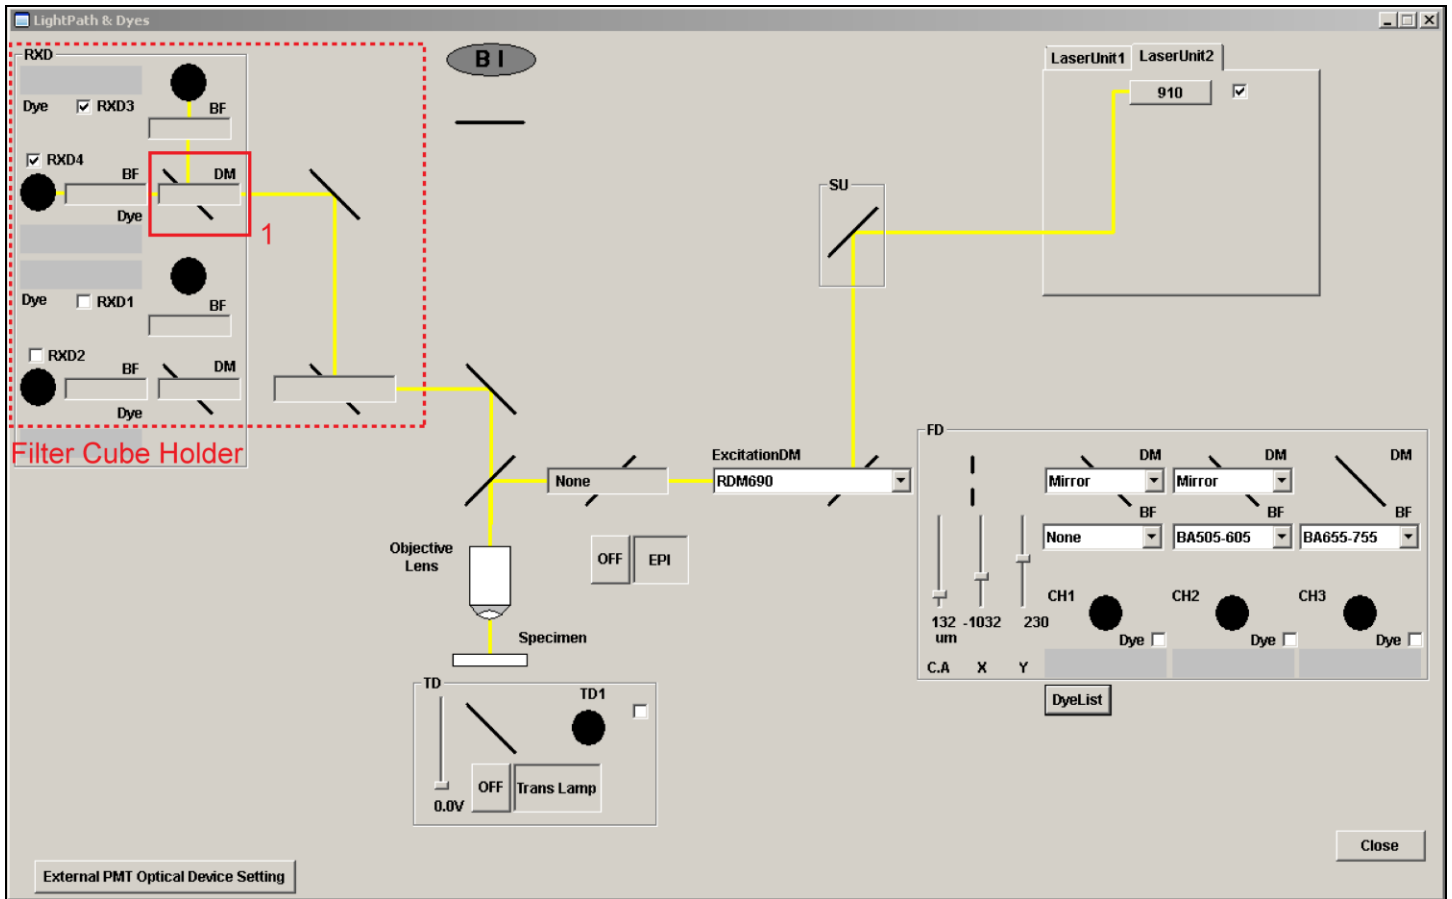 LightPath & Dyes
RXD
Dye RXD3
BF
RXD4
BF DM
Dye
1
Dye RXD1
BF
RXD2
BF DM
Dye
Filter Cube Holder
B I
LaserUnit1 LaserUnit2
910
SU
ExcitationDM
None
RDM690
Objective
Lens
OFF EPI
Specimen
TD
TD1
OFF Trans Lamp
0.0V
FD
DM DM DM
Mirror Mirror
BF BF BF
None BA505-605 BA655-755
CH1 CH2 CH3
132 -1032 230
um
Dye Dye Dye
C.A X Y
DyeList
Close
External PMT Optical Device Setting